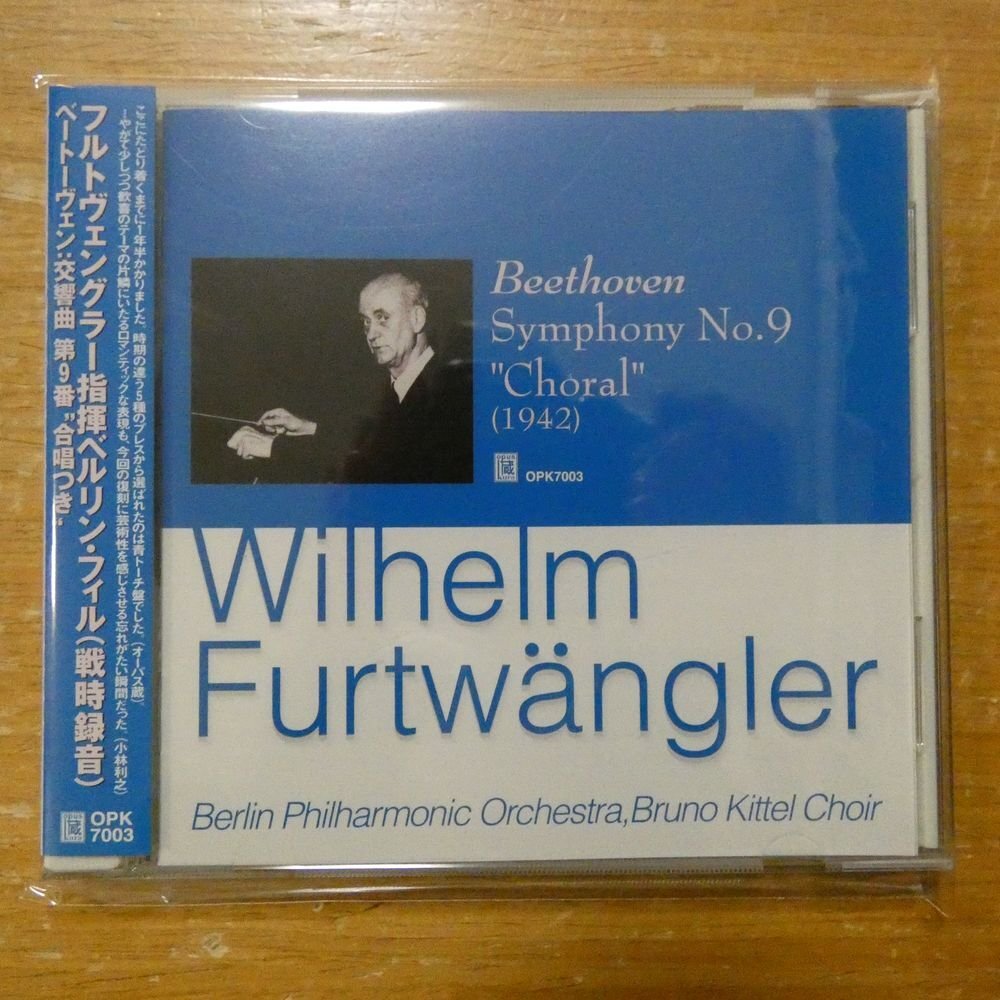 ここにたどり着くまでに1年半かかりました。時期の違う5種のプレスから選ばれたのは青トーチ盤でした。(オーパス蔵)
…やがて少しづつ歓喜のテーマの片鱗にいたるロマンティックな表現も、今回の復刻に芸術性を感じさせる忘れがたい瞬間だった(小林利之)
フルトヴェングラー指揮ベルリン・フィル(戦時録音)
ベートーヴェン:交響曲 第9番"合唱つき"
opus
蔵
kura
OPK
7003
Beethoven
Symphony No.9
"Choral"
(1942)
opus
蔵
kura
OPK7003
Wilhelm
Furtwängler
Berlin Philharmonic Orchestra,Bruno Kittel Choir